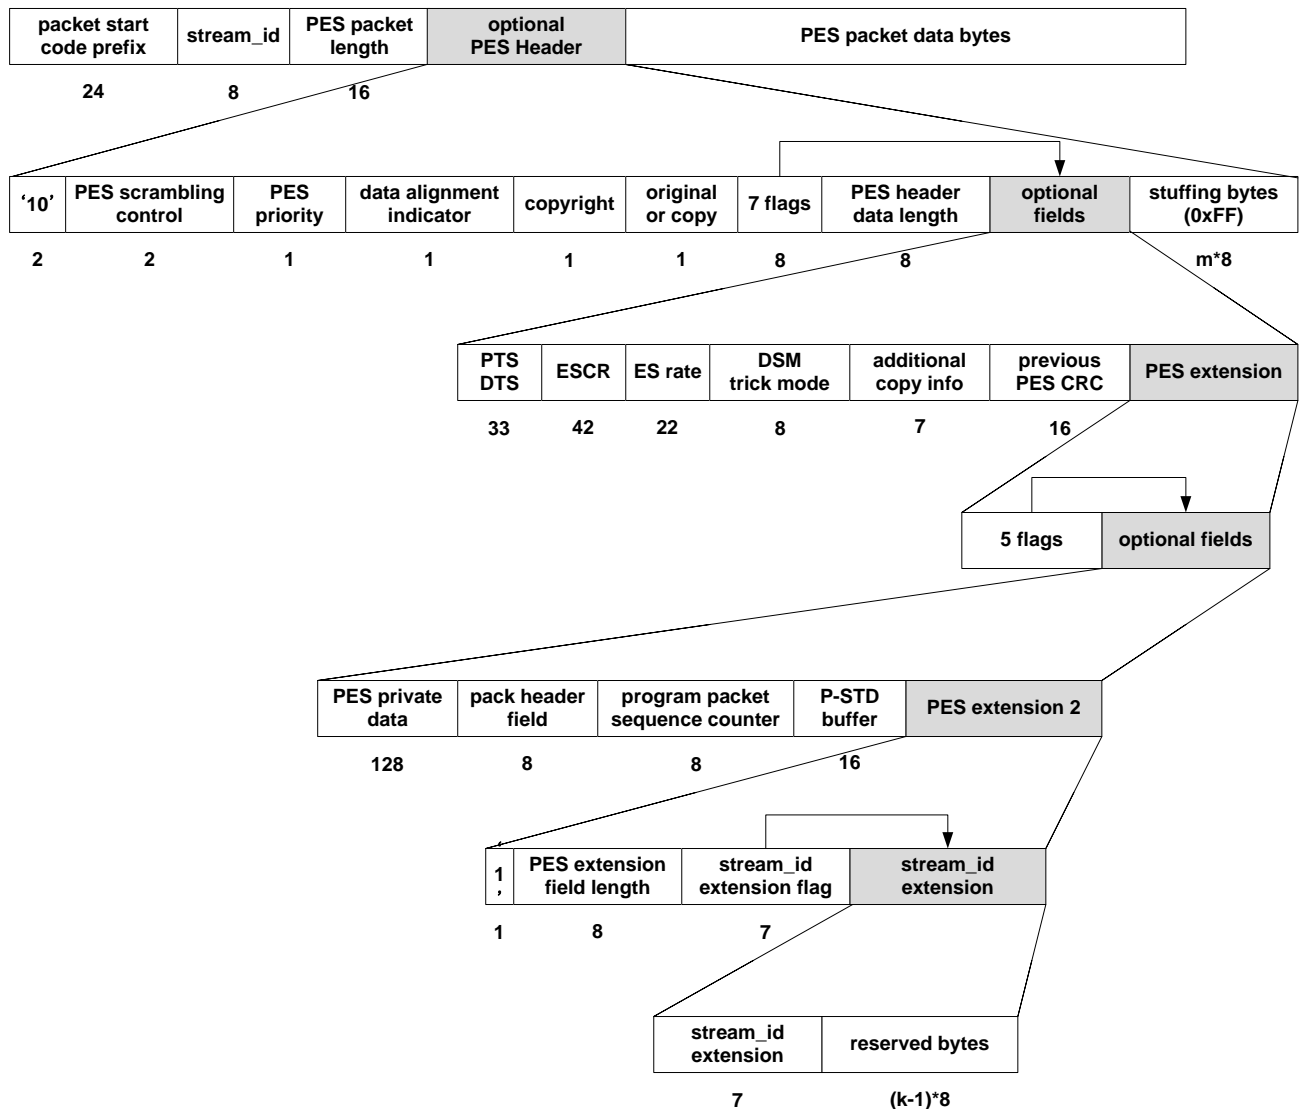 packet start
code prefix
stream_id
PES packet
length
optional
PES Header
PES packet data bytes
24
8
16
‘10’
PES scrambling
control
PES
priority
data alignment
indicator
copyright
original
or copy
7 flags
PES header
data length
optional
fields
stuffing bytes
(0xFF)
2
2
1
1
1
1
8
8
m*8
PTS
DTS
ESCR
ES rate
DSM
trick mode
additional
copy info
previous
PES CRC
PES extension
33
42
22
8
7
16
5 flags
optional fields
PES private
data
pack header
field
program packet
sequence counter
P-STD
buffer
PES extension 2
128
8
8
16
‘
1
’
PES extension
field length
stream_id
extension flag
stream_id
extension
1
8
7
stream_id
extension
reserved bytes
7
(k-1)*8